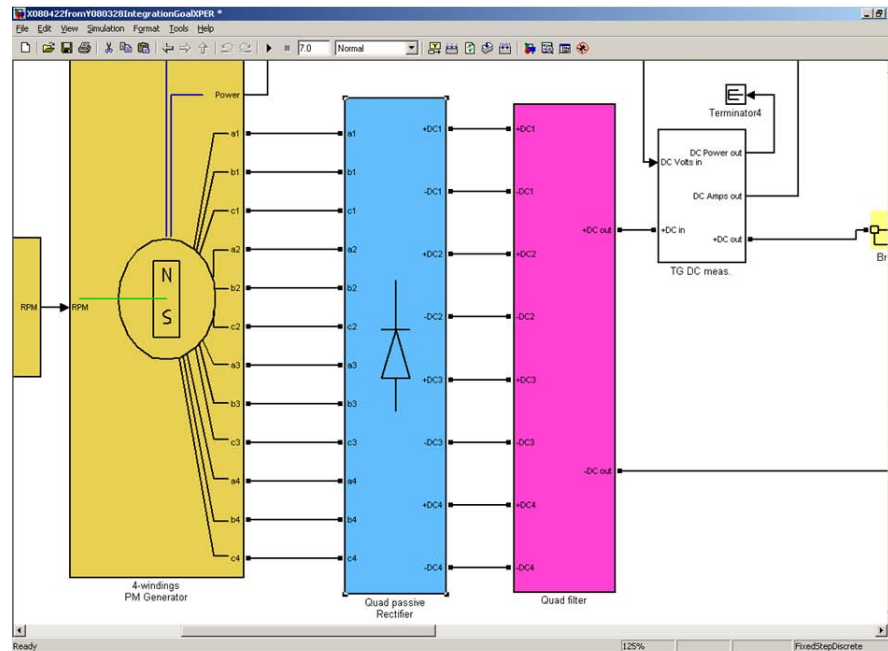 X080422fromY080328IntegrationGoalXPER *
File Edit View Simulation Format Tools Help
7.0 Normal
Power
a1
b1
c1
a2
b2
c2
a3
b3
c3
a4
b4
c4
RPM
RPM
N
S
4-windings
PM Generator
a1
b1
c1
a2
b2
c2
a3
b3
c3
a4
b4
c4
+DC1
-DC1
+DC2
-DC2
+DC3
-DC3
+DC4
-DC4
Quad passive
Rectifier
+DC1
-DC1
+DC2
-DC2
+DC3
-DC3
+DC4
-DC4
+DC out
-DC out
Quad filter
Terminator4
DC Volts in
+DC in
DC Power out
DC Amps out
+DC out
TG DC meas.
Br
Ready 125% FixedStepDiscrete